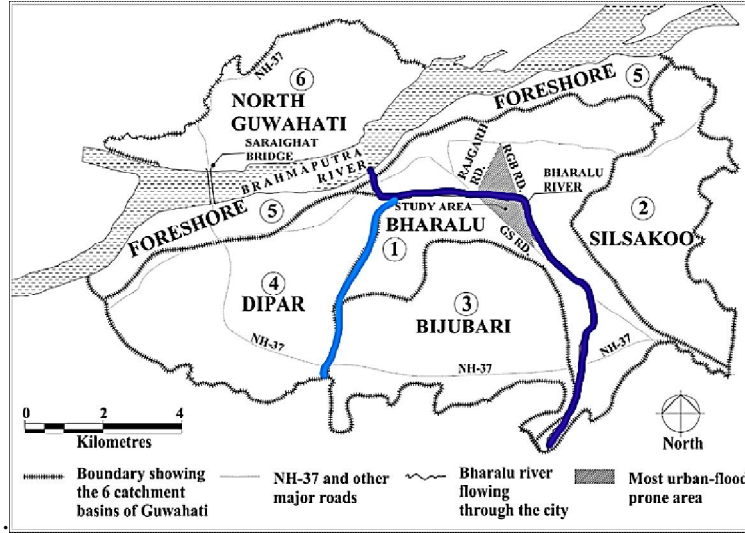 NH-37
6
NORTH
GUWAHATI
SARAIGHAT
BRIDGE
BRAHMAPUTRA
RIVER
FORESHORE
5
FORESHORE
5
RAJGARH
RD.
RGB RD.
BHARALU
RIVER
STUDY AREA
BHARALU
1
GS RD.
2
SILSAKOO
4
DIPAR
3
BIJUBARI
NH-37
NH-37
NH-37
0 2 4
Kilometres
North
Boundary showing
the 6 catchment
basins of Guwahati
NH-37 and other
major roads
Bharalu river
flowing
through the city
Most urban-flood
prone area